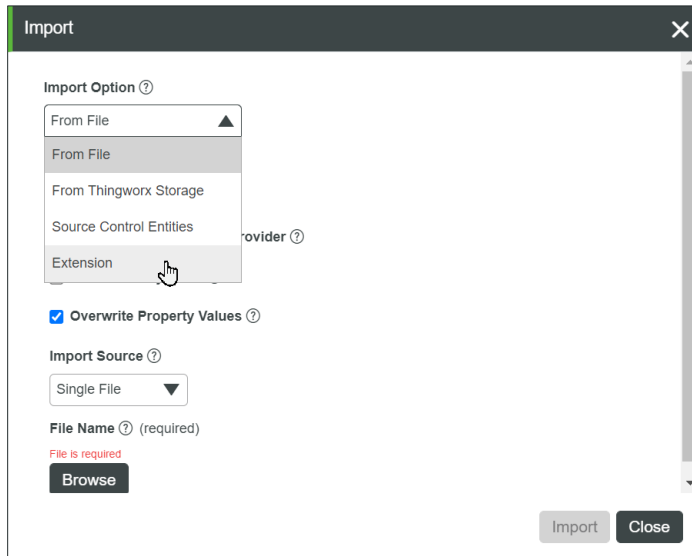 Import
Import Option
From File
From File
From Thingworx Storage
Source Control Entities
Extension
Overwrite Property Values
Import Source
Single File
File Name (required)
File is required
Browse
Import Close